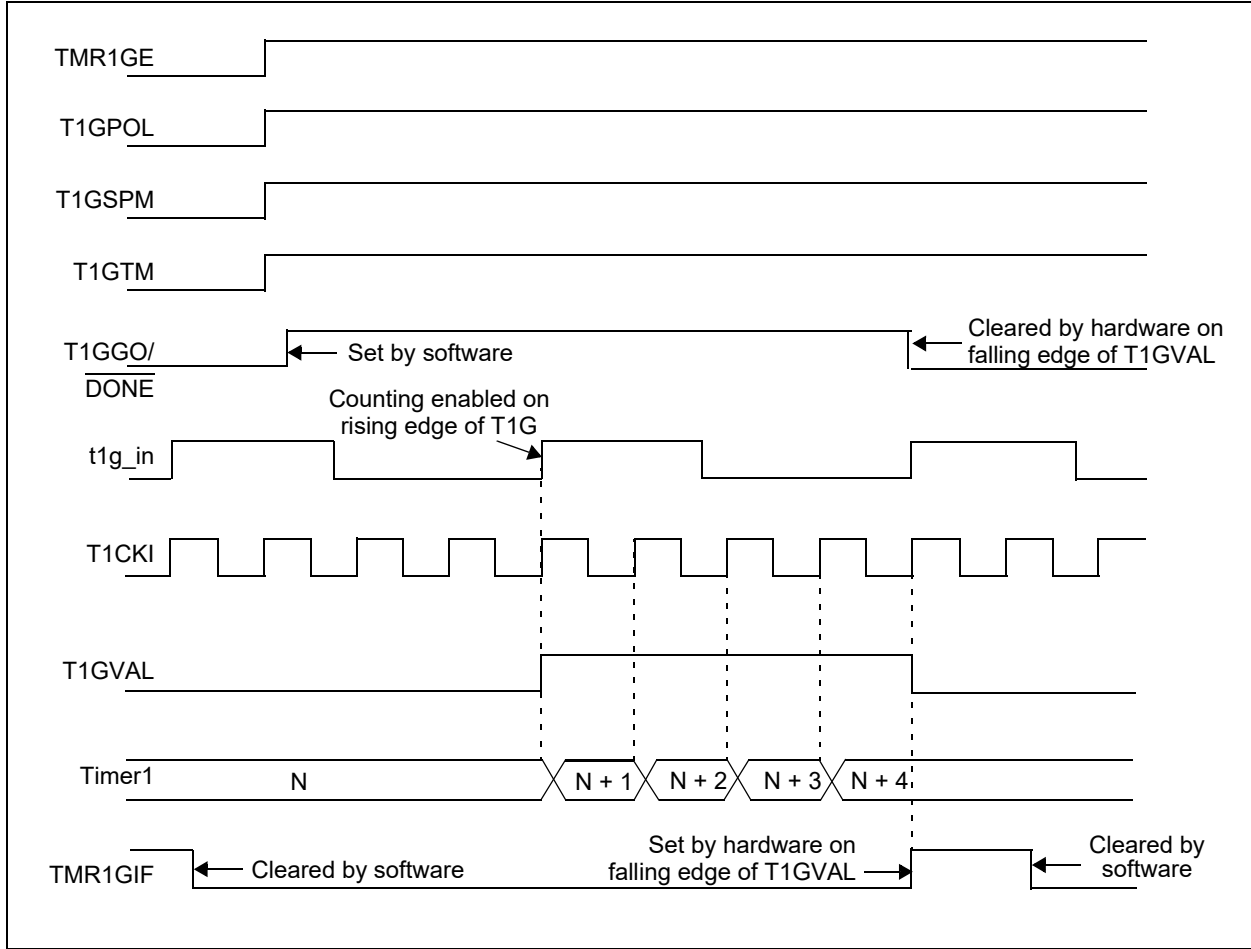 TMR1GE
T1GPOL
T1GSPM
T1GTM
T1GGO/
DONE
Set by software
Cleared by hardware on
falling edge of T1GVAL
Counting enabled on
rising edge of T1G
t1g_in
T1CKI
T1GVAL
Timer1
N
N + 1
N + 2
N + 3
N + 4
TMR1GIF
Cleared by software
Set by hardware on
falling edge of T1GVAL
Cleared by
software